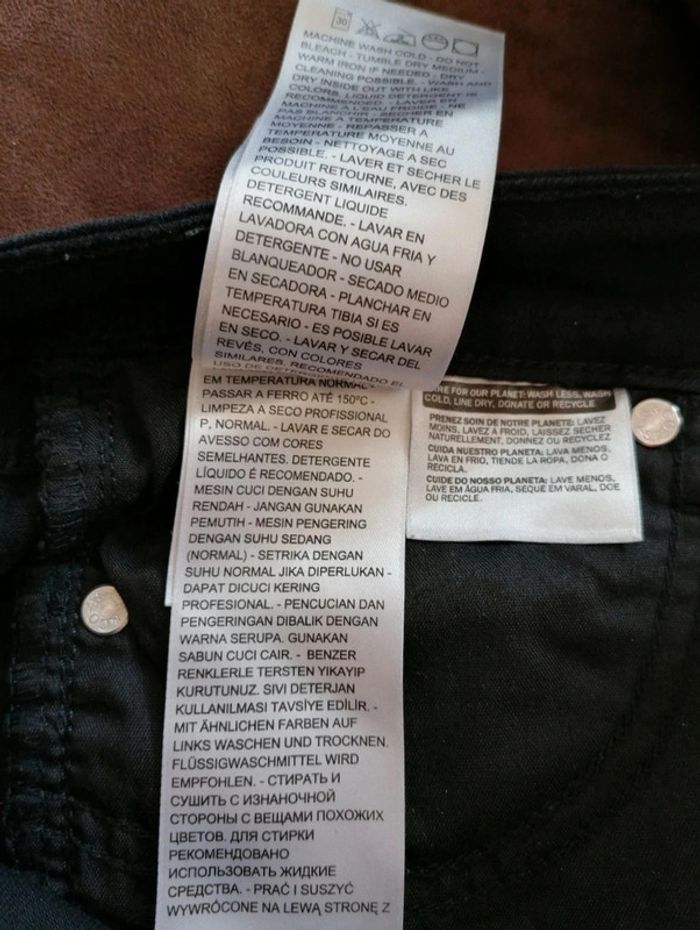 30
MACHINE WASH COLD - DO NOT
BLEACH - TUMBLE DRY MEDIUM -
WARM IRON IF NEEDED - DRY
CLEANING POSSIBLE. - WASH AND
DRY INSIDE OUT WITH LIKE
COLORS. LIQUID DETERGENT IS
RECOMMENDED. - LAVER EN
MACHINE A L'EAU FROIDE - NE
PAS BLANCHIR - SECHER EN
MACHINE A TEMPERATURE
MOYENNE - REPASSER A
TEMPERATURE MOYENNE AU
BESOIN - NETTOYAGE A SEC
POSSIBLE. - LAVER ET SECHER LE
PRODUIT RETOURNE, AVEC DES
COULEURS SIMILAIRES.
DETERGENT LIQUIDE
RECOMMANDE. - LAVAR EN
LAVADORA CON AGUA FRIA Y
DETERGENTE - NO USAR
BLANQUEADOR - SECADO MEDIO
EN SECADORA - PLANCHAR EN
TEMPERATURA TIBIA SI ES
NECESARIO - ES POSIBLE LAVAR
EN SECO. - LAVAR Y SECAR DEL
REVÉS, CON COLORES
SIMILARES. RECOMENDADO EL
USO DE
EM TEMPERATURA NORMAL -
PASSAR A FERRO ATÉ 150°C -
LIMPEZA A SECO PROFISSIONAL
P, NORMAL. - LAVAR E SECAR DO
AVESSO COM CORES
SEMELHANTES. DETERGENTE
LÍQUIDO É RECOMENDADO. -
MESIN CUCI DENGAN SUHU
RENDAH - JANGAN GUNAKAN
PEMUTIH - MESIN PENGERING
DENGAN SUHU SEDANG
(NORMAL) - SETRIKA DENGAN
SUHU NORMAL JIKA DIPERLUKAN -
DAPAT DICUCI KERING
PROFESIONAL. - PENCUCIAN DAN
PENGERINGAN DIBALIK DENGAN
WARNA SERUPA. GUNAKAN
SABUN CUCI CAIR. - BENZER
RENKLERLE TERSTEN YIKAYIP
KURUTUNUZ. SIVI DETERJAN
KULLANILMASI TAVSİYE EDİLİR. -
MIT ÄHNLICHEN FARBEN AUF
LINKS WASCHEN UND TROCKNEN.
FLÜSSIGWASCHMITTEL WIRD
EMPFOHLEN. - СТИРАТЬ И
СУШИТЬ С ИЗНАНОЧНОЙ
СТОРОНЫ С ВЕЩАМИ ПОХОЖИХ
ЦВЕТОВ. ДЛЯ СТИРКИ
РЕКОМЕНДОВАНО
ИСПОЛЬЗОВАТЬ ЖИДКИЕ
СРЕДСТВА. - PRAĆ I SUSZYĆ
WYWRÓCONE NA LEWĄ STRONĘ Z
FOR OUR PLANET: WASH LESS, WASH
COLD, LINE DRY, DONATE OR RECYCLE
PRENEZ SOIN DE NOTRE PLANETE: LAVEZ
MOINS, LAVEZ A FROID, LAISSEZ SECHER
NATURELLEMENT, DONNEZ OU RECYCLEZ
CUIDA NUESTRO PLANETA: LAVA MENOS,
LAVA EN FRIO, TIENDE LA ROPA, DONA O
RECICLA.
CUIDE DO NOSSO PLANETA: LAVE MENOS,
LAVE EM ÁGUA FRIA, SEQUE EM VARAL, DOE
OU RECICLE.